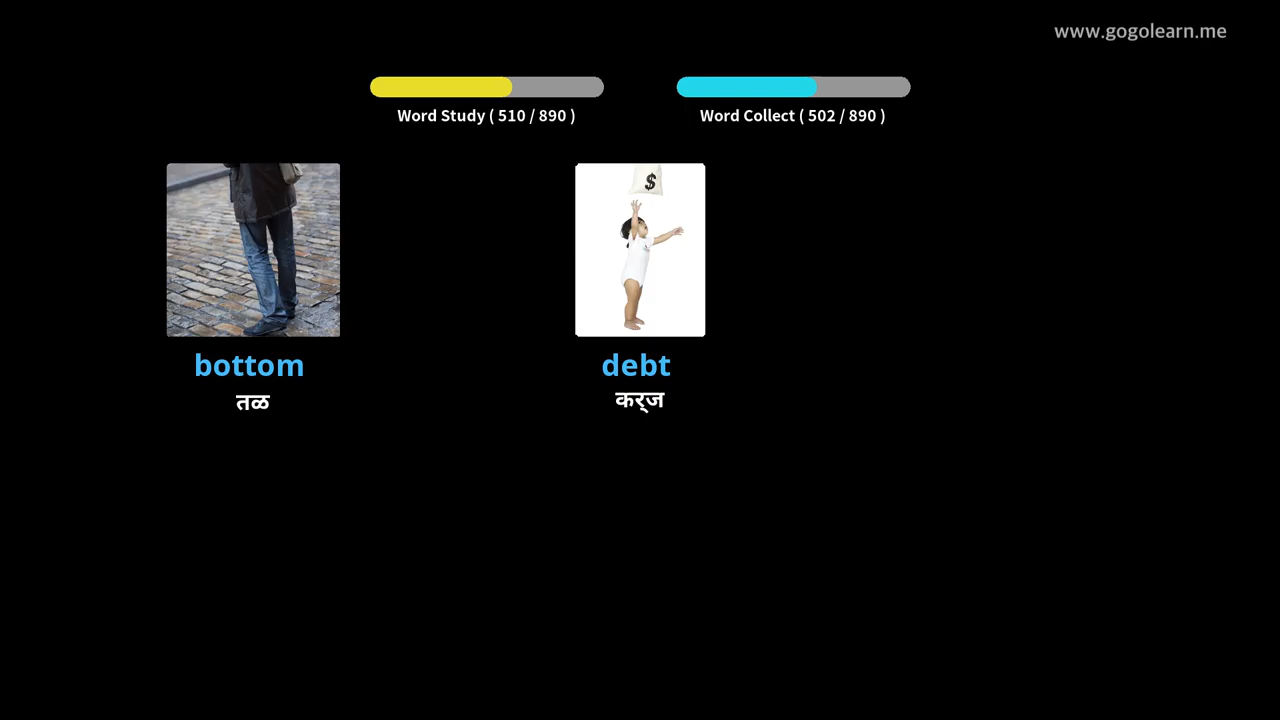 www.gogolearn.me
Word Study ( 510 / 890 )
Word Collect ( 502 / 890 )
$
bottom
debt
तळ
कर्‌ज